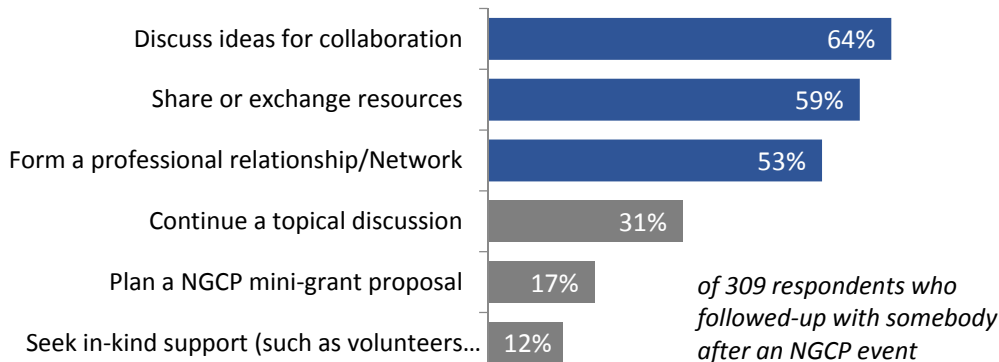 Discuss ideas for collaboration 64%
Share or exchange resources 59%
Form a professional relationship/Network 53%
Continue a topical discussion 31%
Plan a NGCP mini-grant proposal 17%
Seek in-kind support (such as volunteers... 12%
of 309 respondents who
followed-up with somebody
after an NGCP event